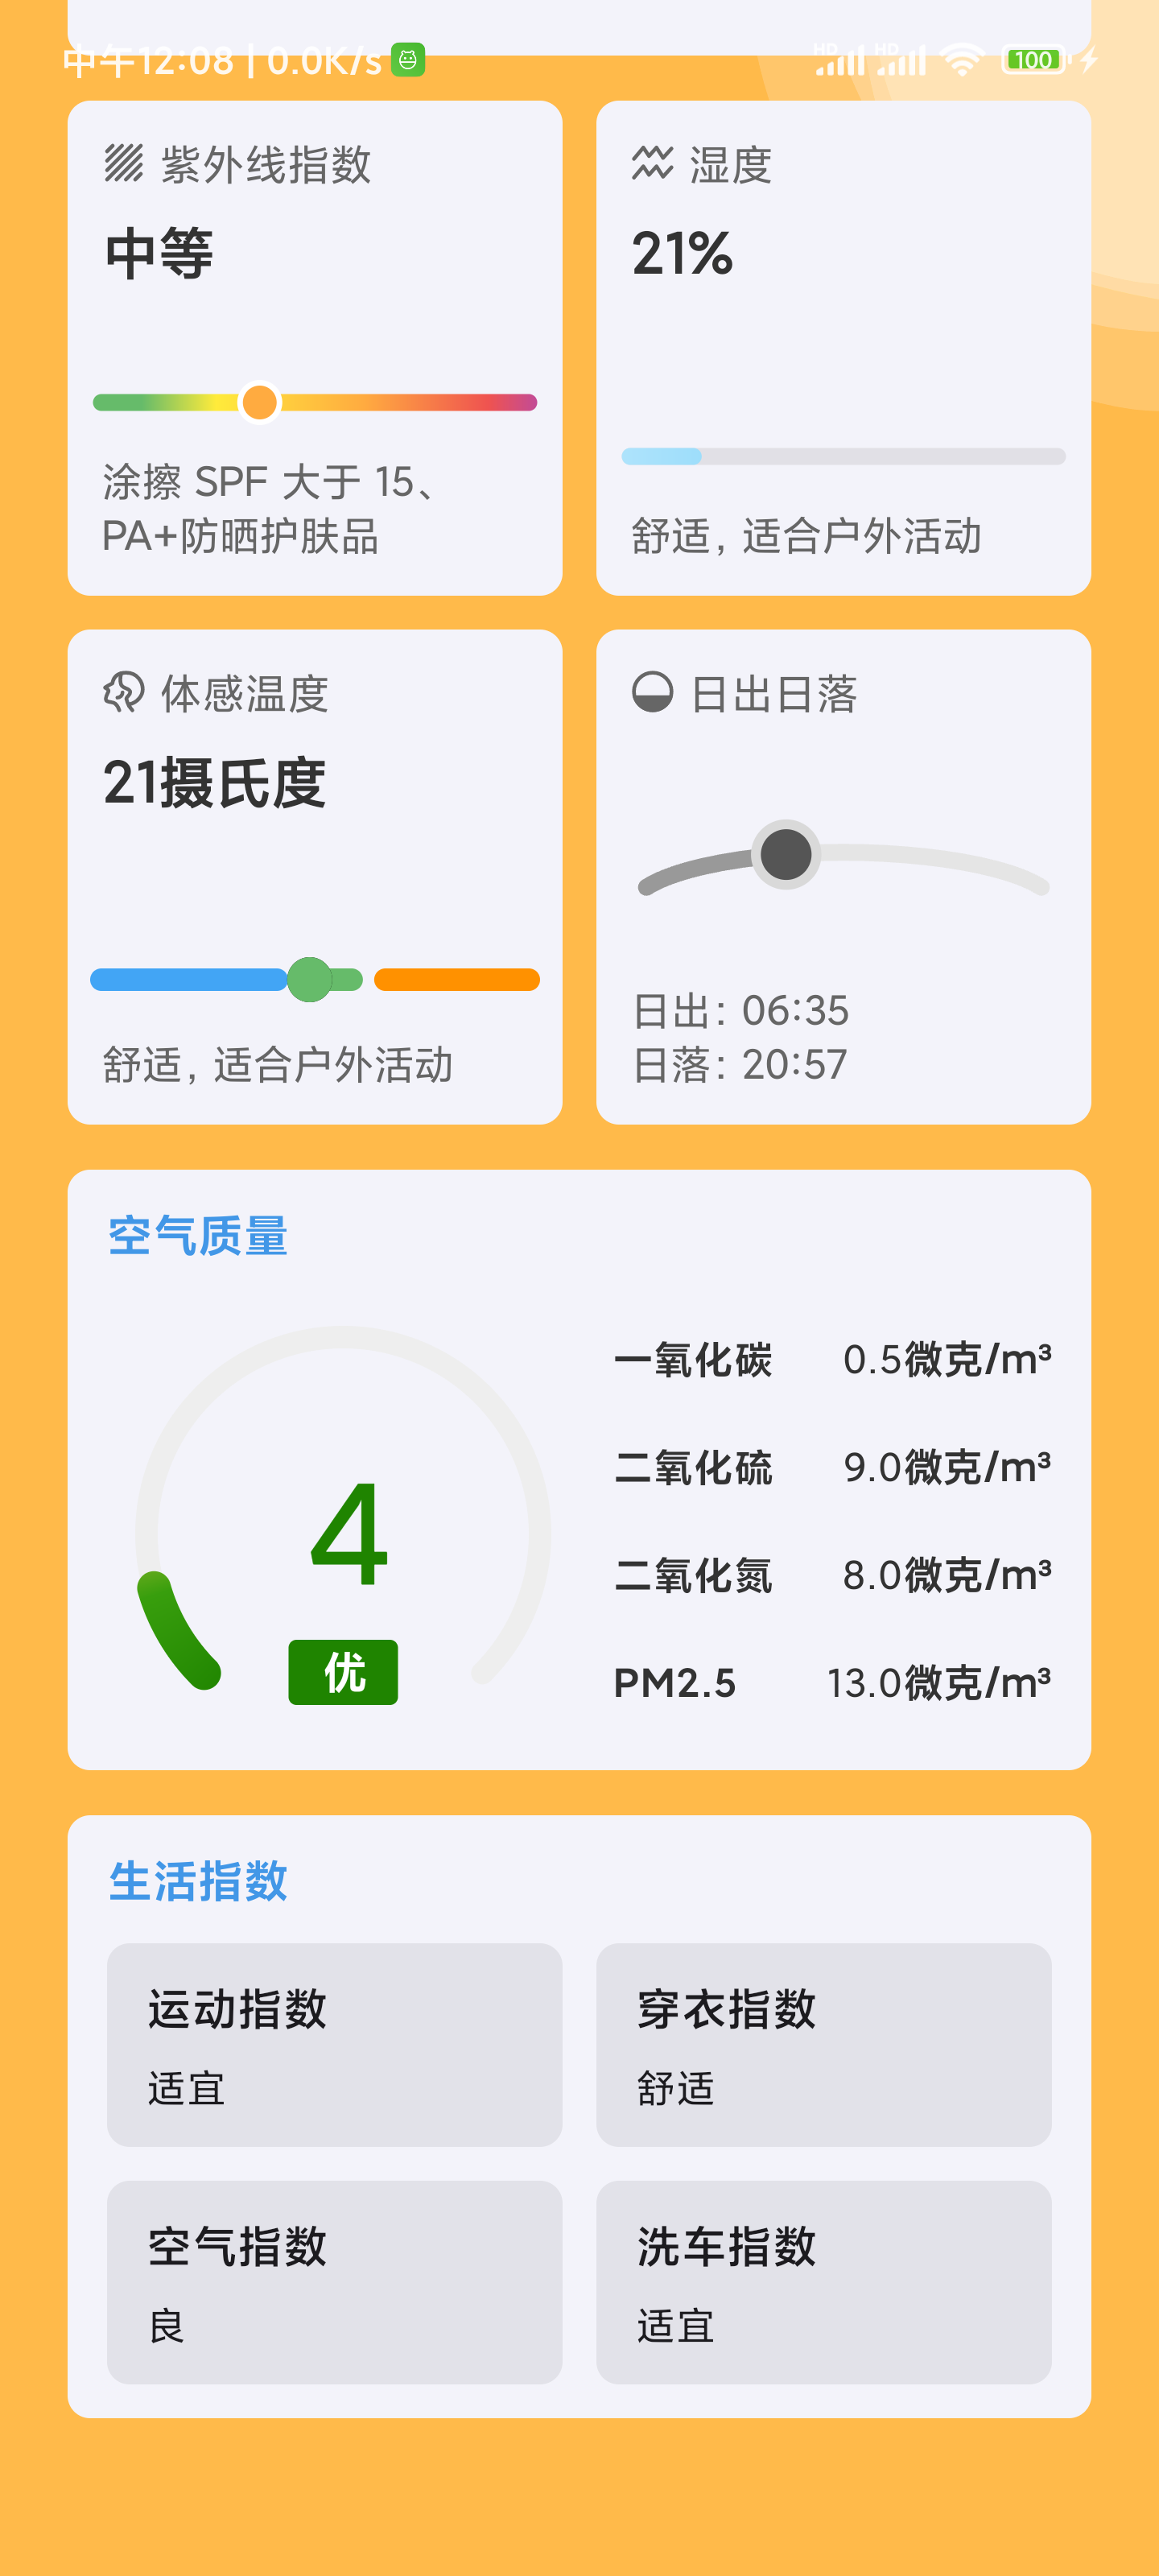 中午12:08 | 0.0K/s
HD HD 100
紫外线指数
中等
涂擦 SPF 大于 15、
PA+防晒护肤品
湿度
21%
舒适, 适合户外活动
体感温度
21摄氏度
舒适, 适合户外活动
日出日落
日出: 06:35
日落: 20:57
空气质量
4
优
一氧化碳 0.5微克/m³
二氧化硫 9.0微克/m³
二氧化氮 8.0微克/m³
PM2.5 13.0微克/m³
生活指数
运动指数
适宜
穿衣指数
舒适
空气指数
良
洗车指数
适宜